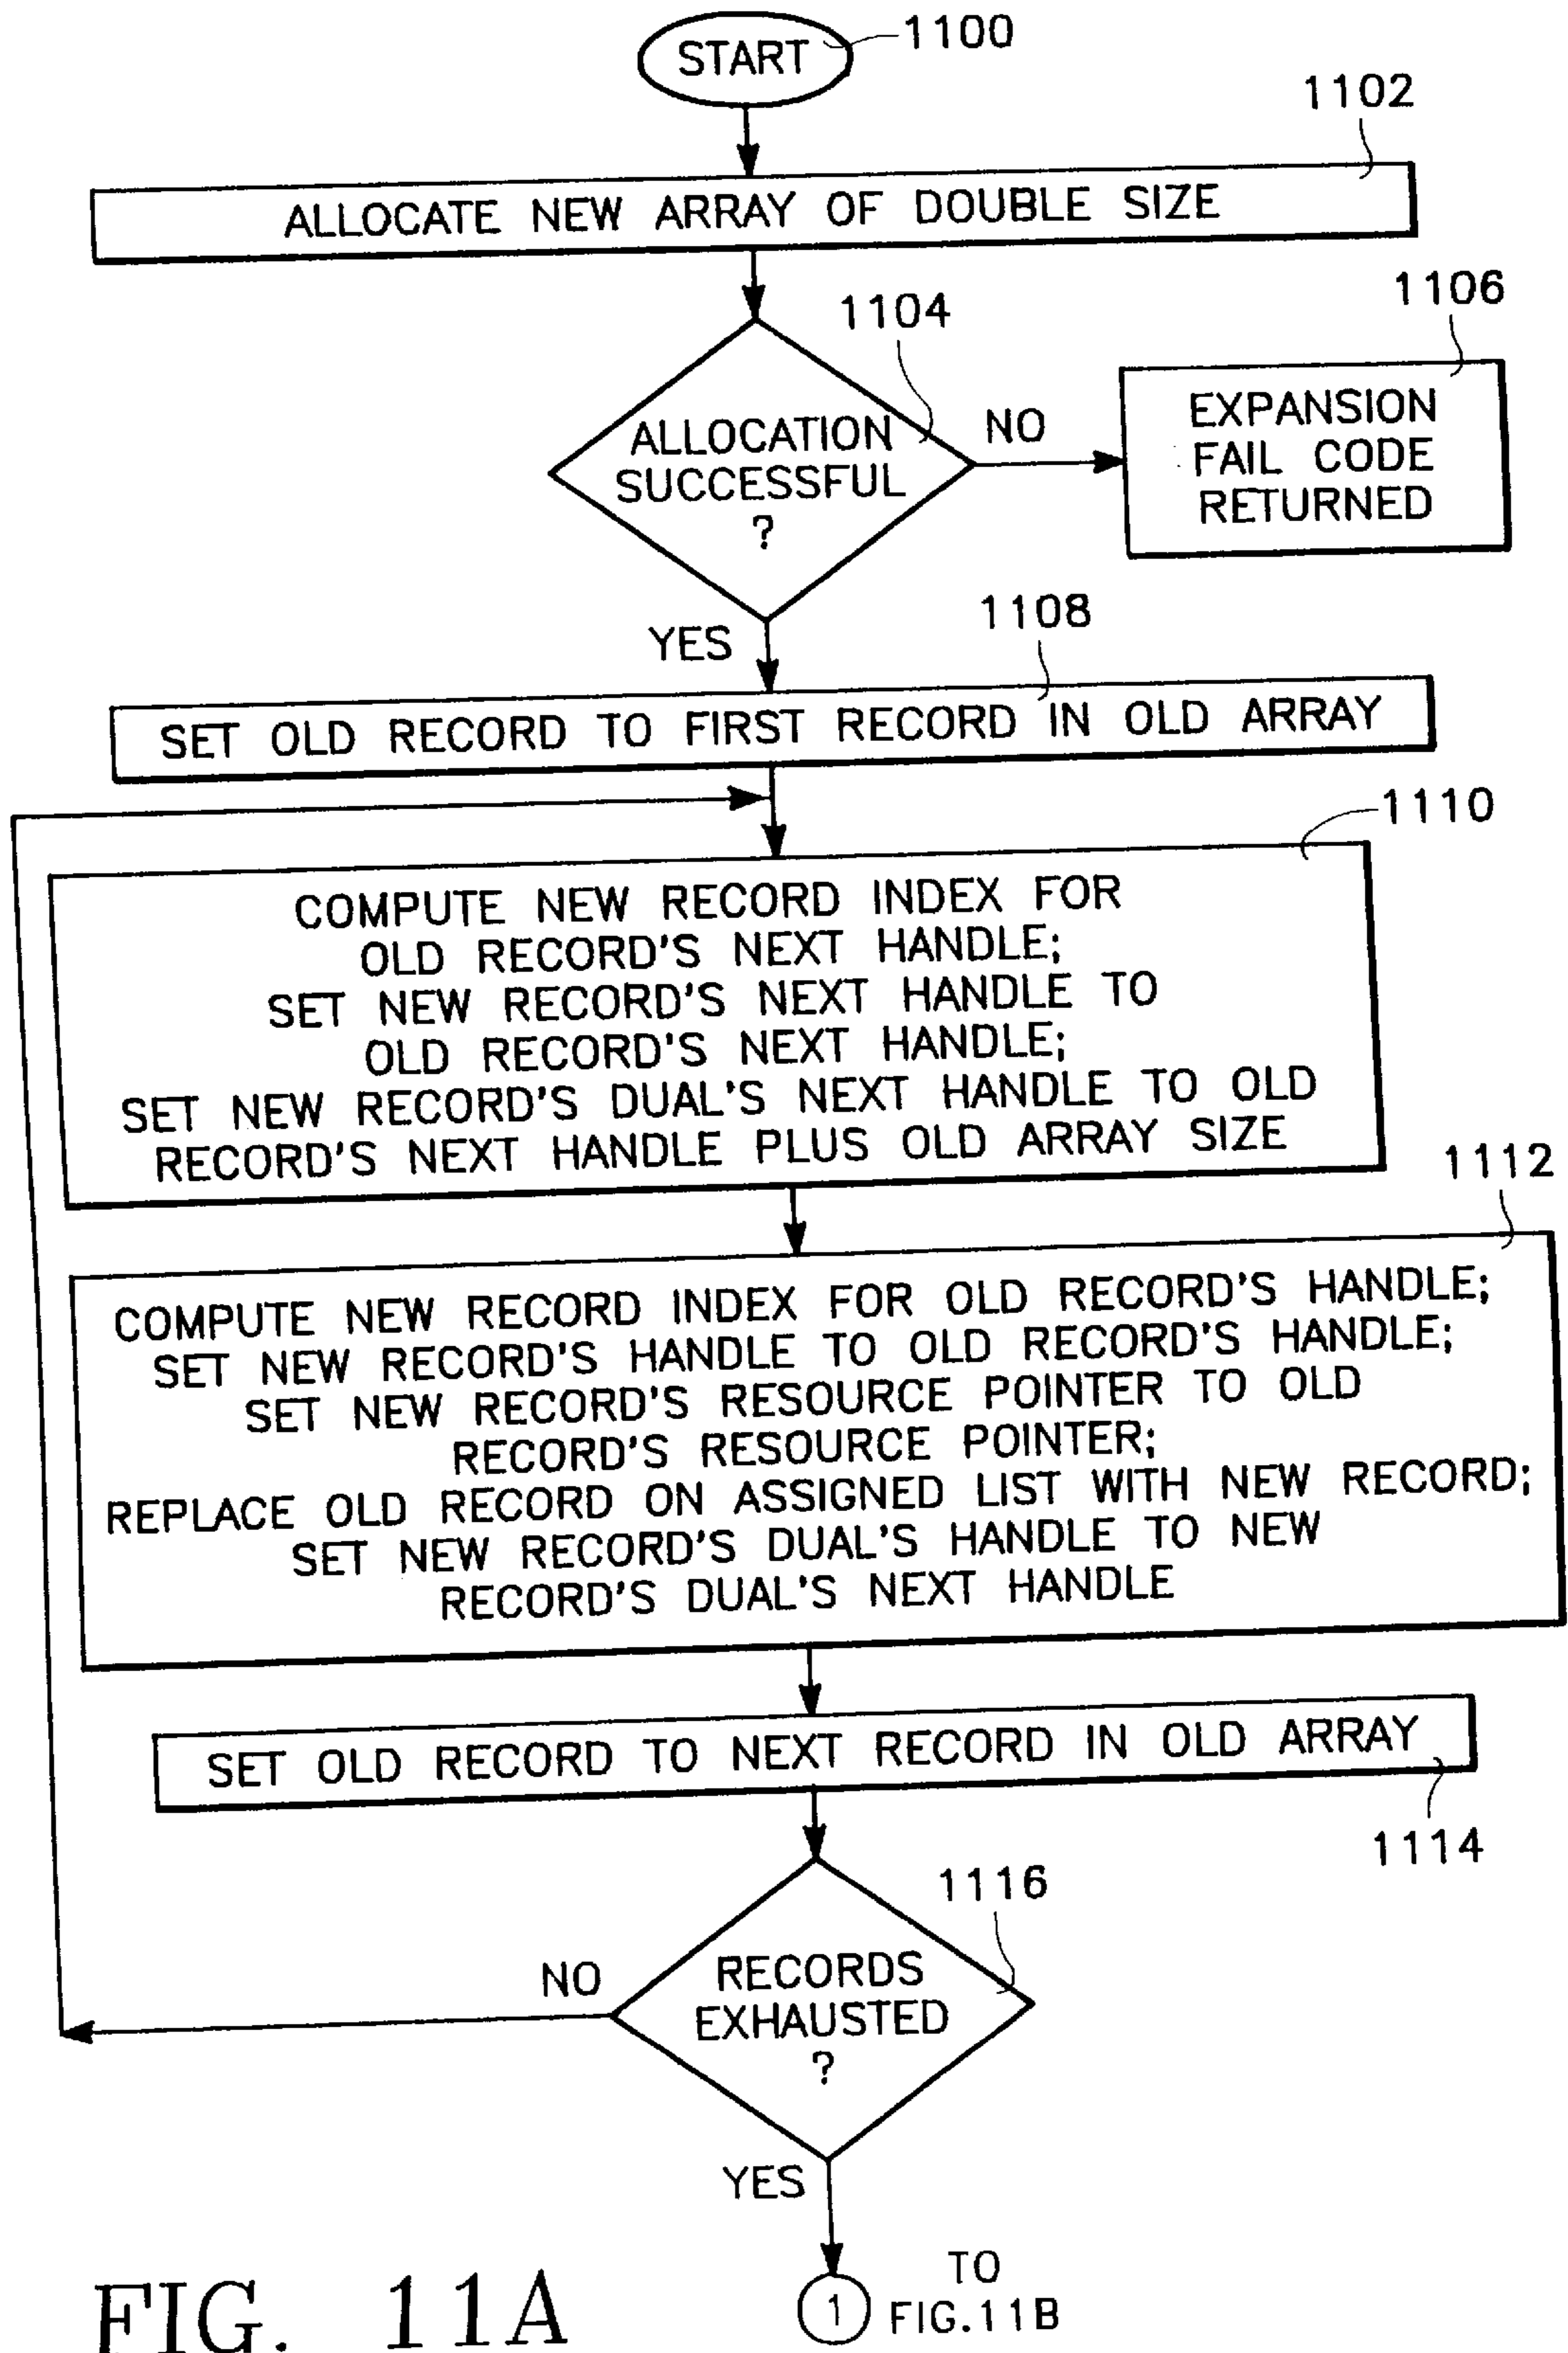 START
1100
1102
ALLOCATE NEW ARRAY OF DOUBLE SIZE
1104
1106
ALLOCATION
SUCCESSFUL
?
NO
EXPANSION
FAIL CODE
RETURNED
YES
1108
SET OLD RECORD TO FIRST RECORD IN OLD ARRAY
1110
COMPUTE NEW RECORD INDEX FOR
OLD RECORD'S NEXT HANDLE;
SET NEW RECORD'S NEXT HANDLE TO
OLD RECORD'S NEXT HANDLE;
SET NEW RECORD'S DUAL'S NEXT HANDLE TO OLD
RECORD'S NEXT HANDLE PLUS OLD ARRAY SIZE
1112
COMPUTE NEW RECORD INDEX FOR OLD RECORD'S HANDLE;
SET NEW RECORD'S HANDLE TO OLD RECORD'S HANDLE;
SET NEW RECORD'S RESOURCE POINTER TO OLD
RECORD'S RESOURCE POINTER;
REPLACE OLD RECORD ON ASSIGNED LIST WITH NEW RECORD;
SET NEW RECORD'S DUAL'S HANDLE TO NEW
RECORD'S DUAL'S NEXT HANDLE
SET OLD RECORD TO NEXT RECORD IN OLD ARRAY
1114
1116
RECORDS
EXHAUSTED
?
NO
YES
1
TO
FIG.11B
FIG. 11A